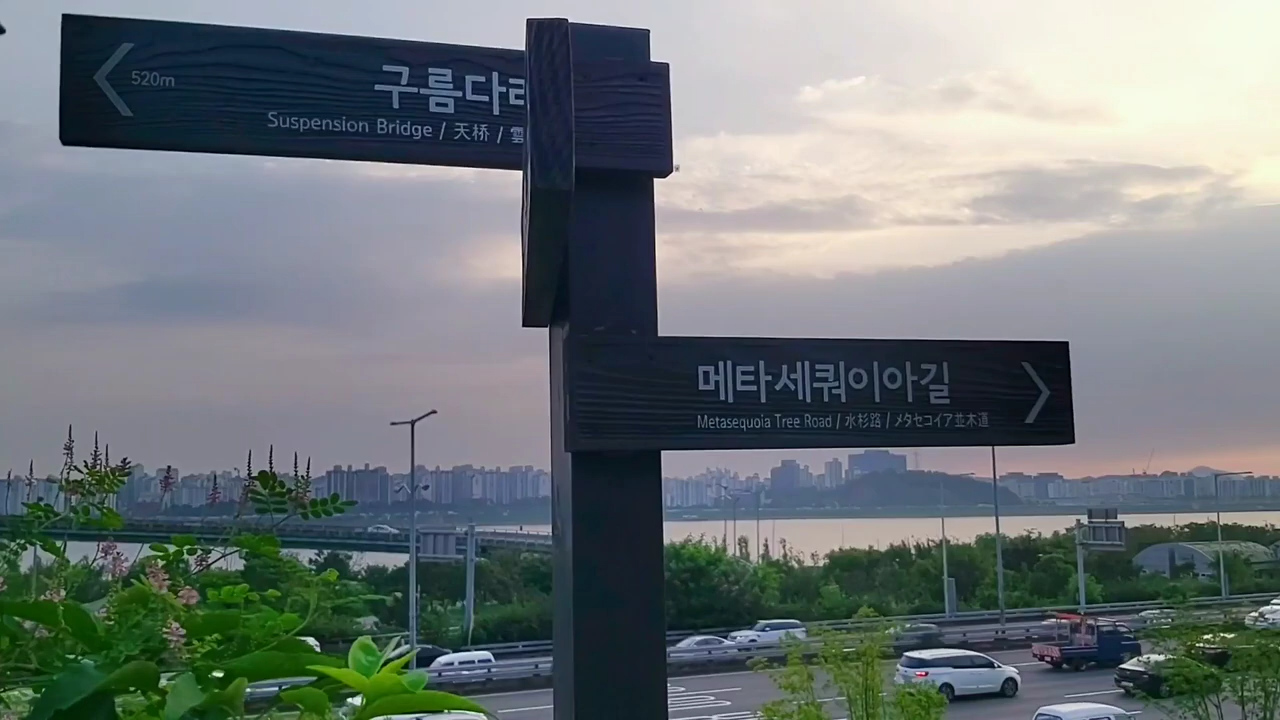 520m
구름다리
Suspension Bridge / 天桥 / 雲
메타세쿼이아길
Metasequoia Tree Road / 水杉路 / メタセコイア並木道